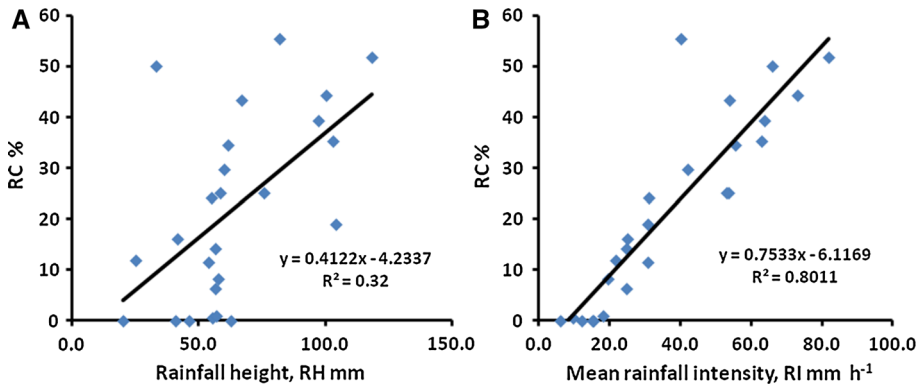 A
60
50
40
30
20
10
0
RC %
0.0 50.0 100.0 150.0
Rainfall height, RH mm
y = 0.4122x - 4.2337
R² = 0.32
B
60
50
40
30
20
10
0
RC%
0.0 20.0 40.0 60.0 80.0 100.0
Mean rainfall intensity, RI mm h⁻¹
y = 0.7533x - 6.1169
R² = 0.8011